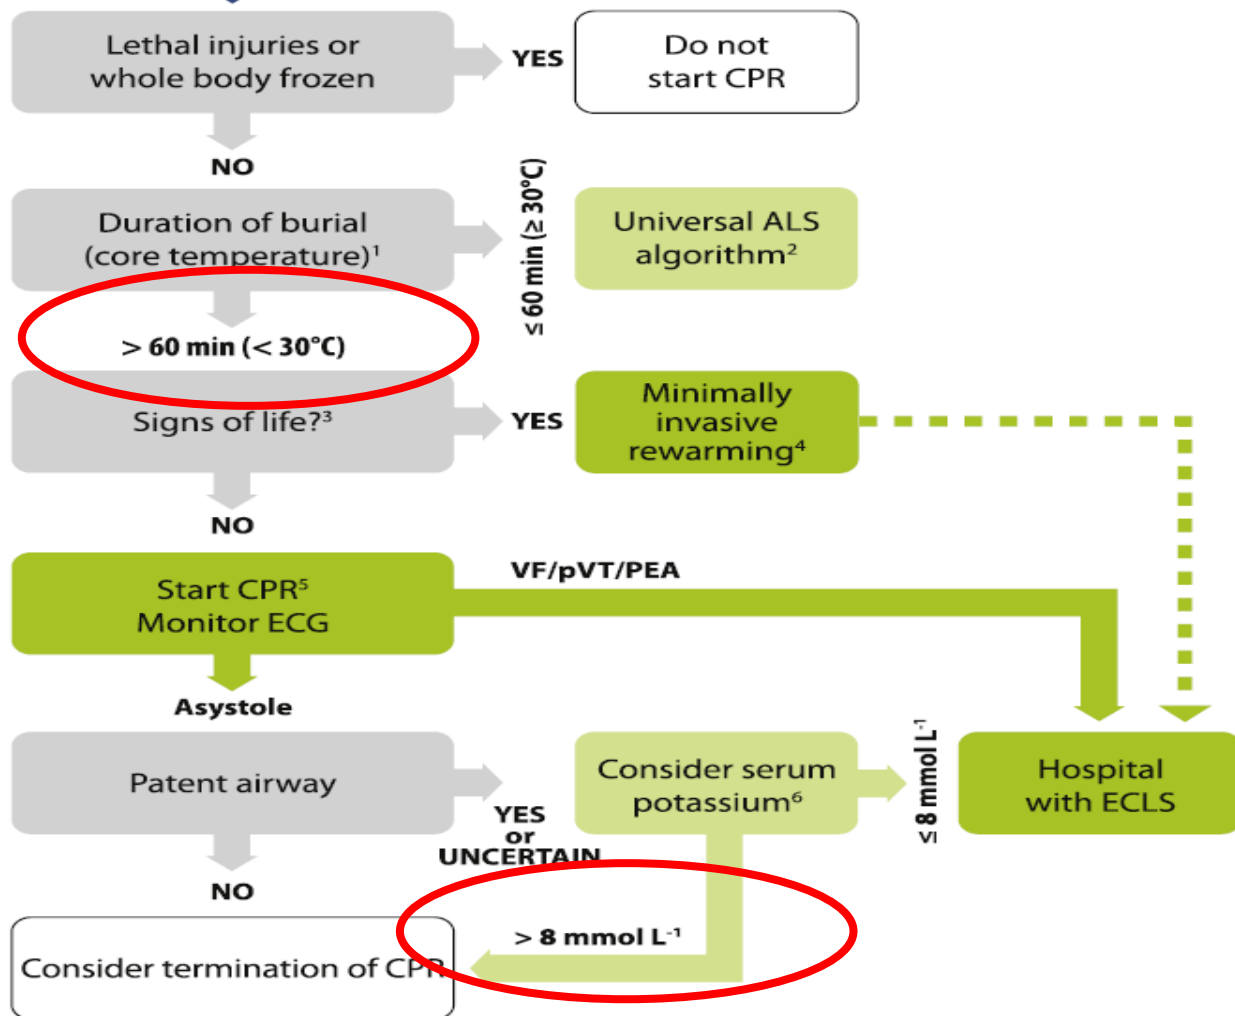 Lethal injuries or
whole body frozen
YES
Do not
start CPR
NO
Duration of burial
(core temperature)¹
≤ 60 min (≥ 30°C)
Universal ALS
algorithm²
> 60 min (< 30°C)
Signs of life?³
YES
Minimally
invasive
rewarming⁴
NO
Start CPR⁵
Monitor ECG
VF/pVT/PEA
Asystole
Patent airway
YES
or
UNCERTAIN
Consider serum
potassium⁶
≤ 8 mmol L⁻¹
Hospital
with ECLS
NO
> 8 mmol L⁻¹
Consider termination of CPR